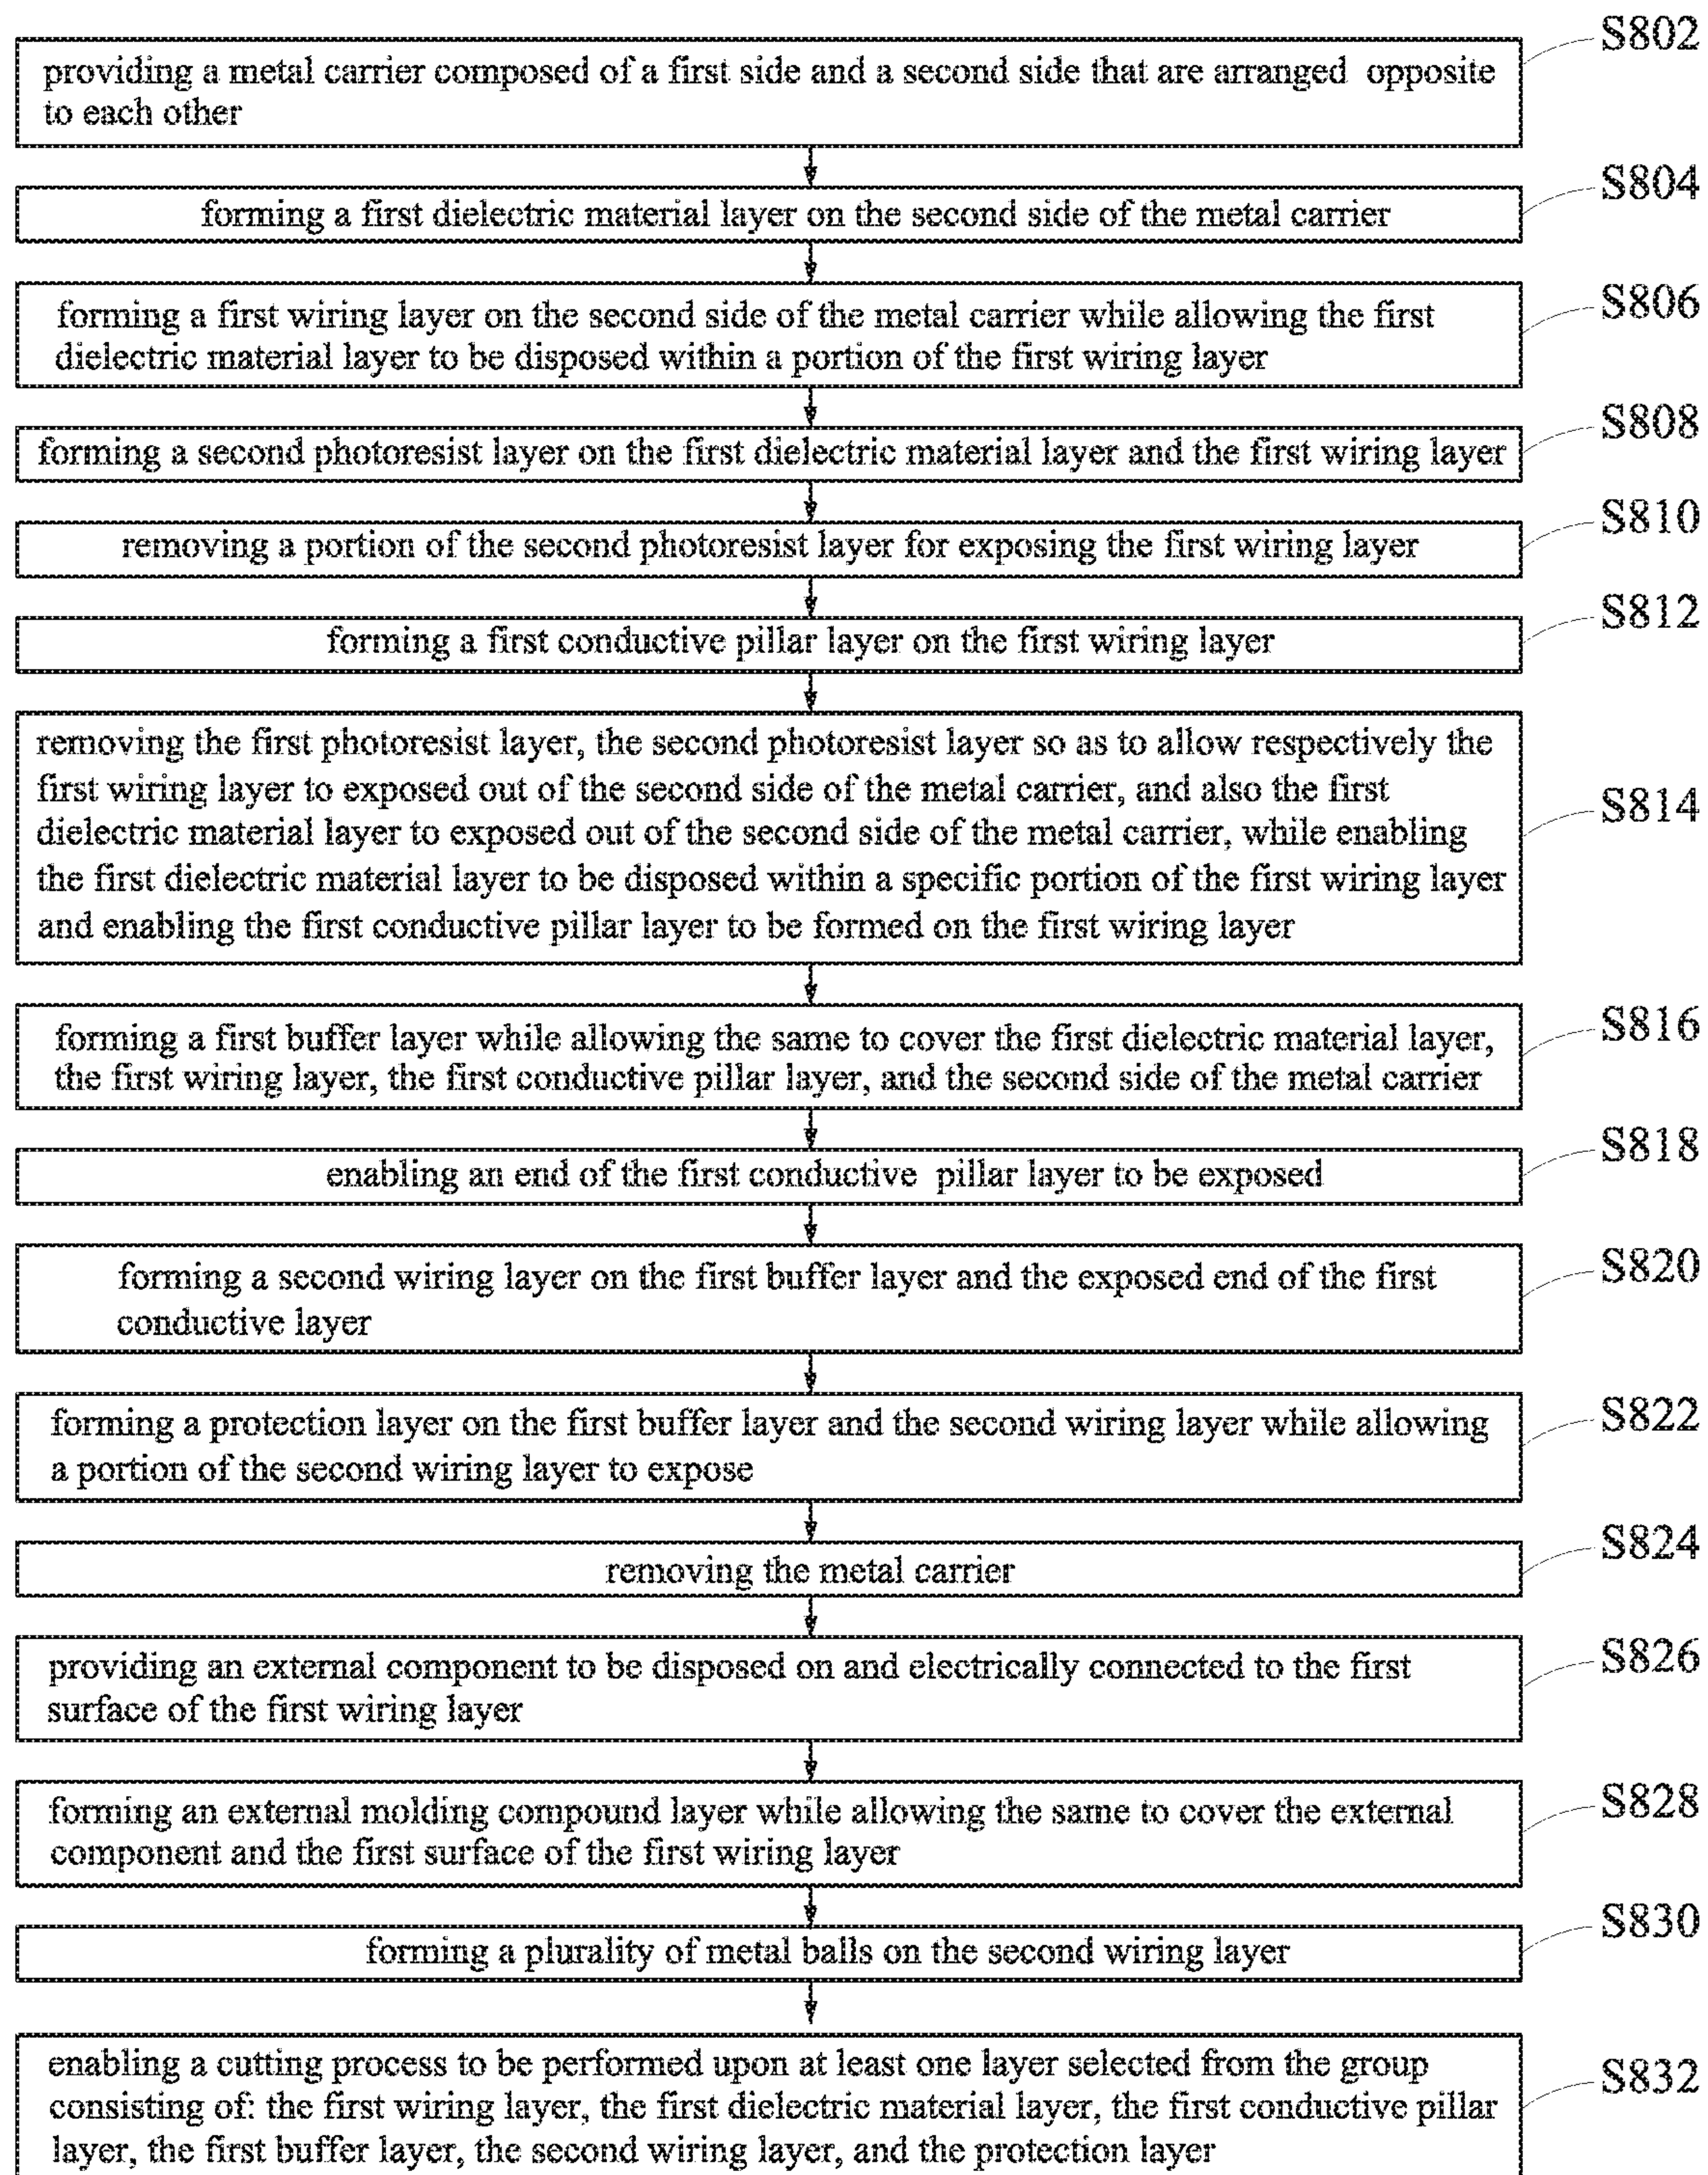 S802
providing a metal carrier composed of a first side and a second side that are arranged opposite
to each other
S804
forming a first dielectric material layer on the second side of the metal carrier
S806
forming a first wiring layer on the second side of the metal carrier while allowing the first
dielectric material layer to be disposed within a portion of the first wiring layer
S808
forming a second photoresist layer on the first dielectric material layer and the first wiring layer
S810
removing a portion of the second photoresist layer for exposing the first wiring layer
S812
forming a first conductive pillar layer on the first wiring layer
S814
removing the first photoresist layer, the second photoresist layer so as to allow respectively the
first wiring layer to exposed out of the second side of the metal carrier, and also the first
dielectric material layer to exposed out of the second side of the metal carrier, while enabling
the first dielectric material layer to be disposed within a specific portion of the first wiring layer
and enabling the first conductive pillar layer to be formed on the first wiring layer
S816
forming a first buffer layer while allowing the same to cover the first dielectric material layer,
the first wiring layer, the first conductive pillar layer, and the second side of the metal carrier
S818
enabling an end of the first conductive pillar layer to be exposed
S820
forming a second wiring layer on the first buffer layer and the exposed end of the first
conductive layer
S822
forming a protection layer on the first buffer layer and the second wiring layer while allowing
a portion of the second wiring layer to expose
S824
removing the metal carrier
S826
providing an external component to be disposed on and electrically connected to the first
surface of the first wiring layer
S828
forming an external molding compound layer while allowing the same to cover the external
component and the first surface of the first wiring layer
S830
forming a plurality of metal balls on the second wiring layer
S832
enabling a cutting process to be performed upon at least one layer selected from the group
consisting of: the first wiring layer, the first dielectric material layer, the first conductive pillar
layer, the first buffer layer, the second wiring layer, and the protection layer